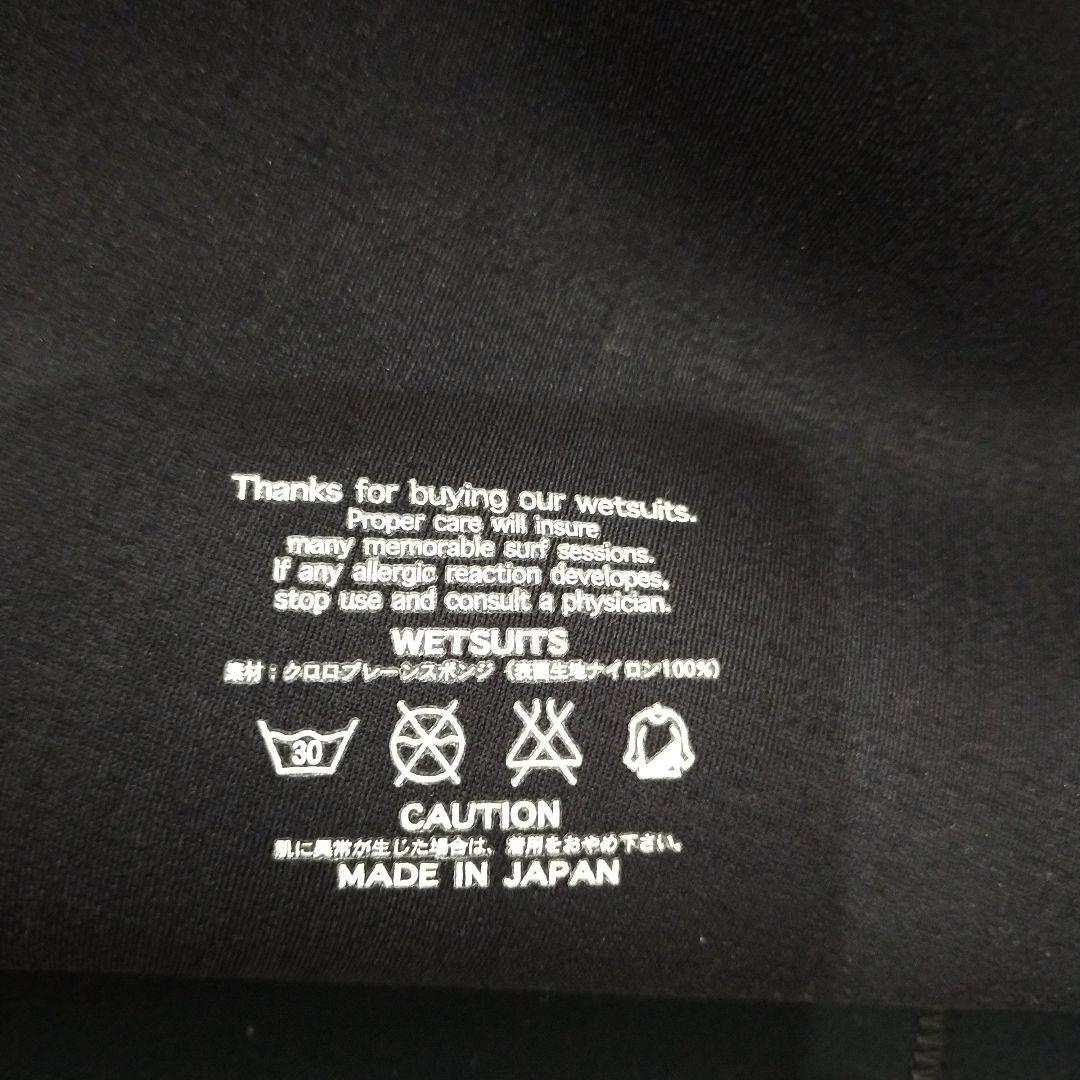 Thanks for buying our wetsuits.
Proper care will insure
many memorable surf sessions.
If any allergic reaction developes,
stop use and consult a physician.
WETSUITS
素材：クロロプレーンスポンジ（表面生地ナイロン100%）
30
CAUTION
肌に異常が生じた場合は、着用をおやめ下さい。
MADE IN JAPAN